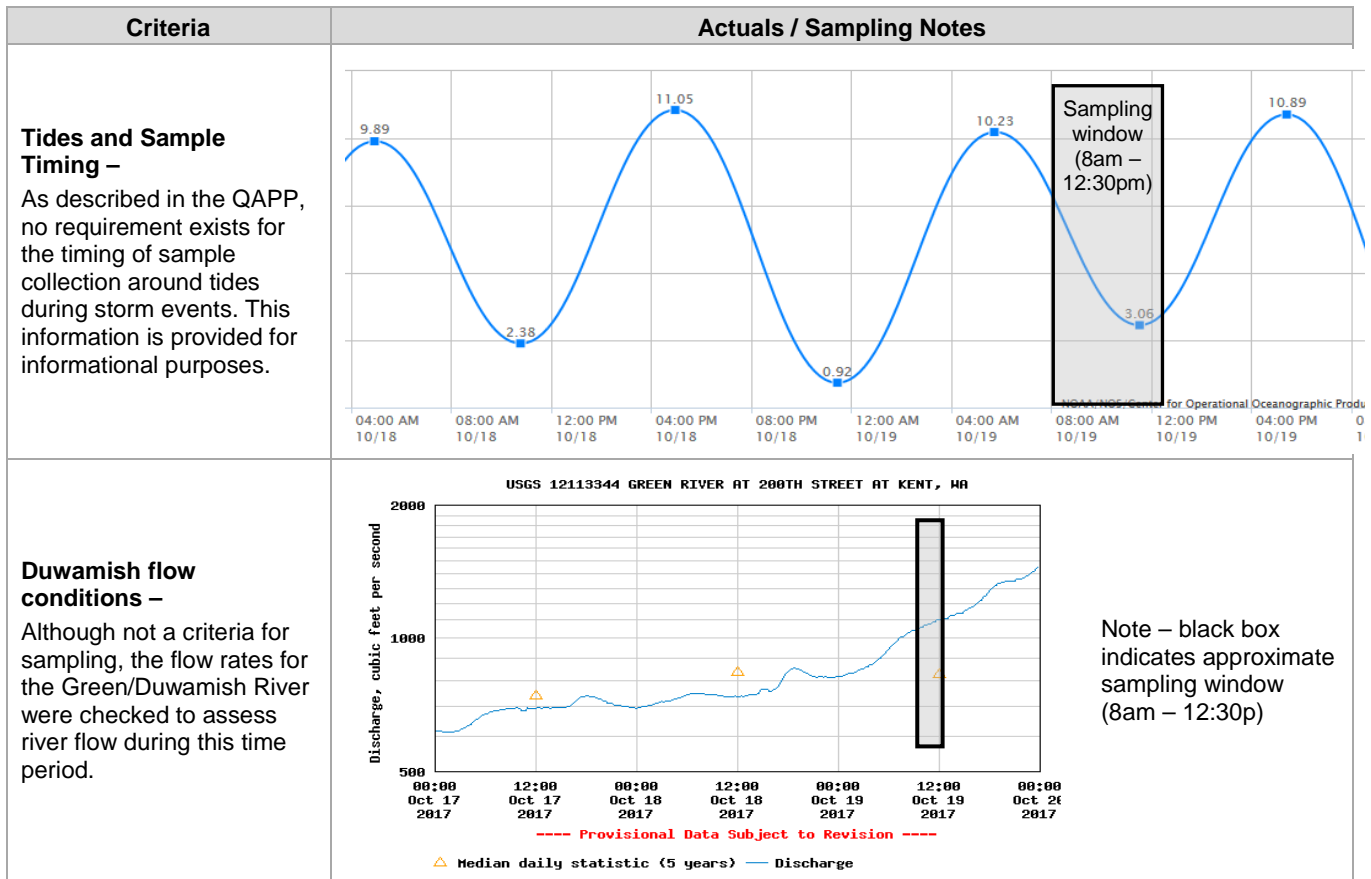 Criteria
Actuals / Sampling Notes
Tides and Sample
Timing –
As described in the QAPP,
no requirement exists for
the timing of sample
collection around tides
during storm events. This
information is provided for
informational purposes.
9.89
2.38
11.05
0.92
10.23
3.06
10.89
Sampling
window
(8am –
12:30pm)
NOAA/NOS/Center for Operational Oceanographic Produ
04:00 AM 08:00 AM 12:00 PM 04:00 PM 08:00 PM 12:00 AM 04:00 AM 08:00 AM 12:00 PM 04:00 PM 0
10/18 10/18 10/18 10/18 10/18 10/19 10/19 10/19 10/19 10/19 1
Duwamish flow
conditions –
Although not a criteria for
sampling, the flow rates for
the Green/Duwamish River
were checked to assess
river flow during this time
period.
USGS 12113344 GREEN RIVER AT 200TH STREET AT KENT, WA
Discharge, cubic feet per second
2000
1000
500
00:00 12:00 00:00 12:00 00:00 12:00 00:00
Oct 17 Oct 17 Oct 18 Oct 18 Oct 19 Oct 19 Oct 20
2017 2017 2017 2017 2017 2017 2017
---- Provisional Data Subject to Revision ----
Median daily statistic (5 years) Discharge
Note – black box
indicates approximate
sampling window
(8am – 12:30p)